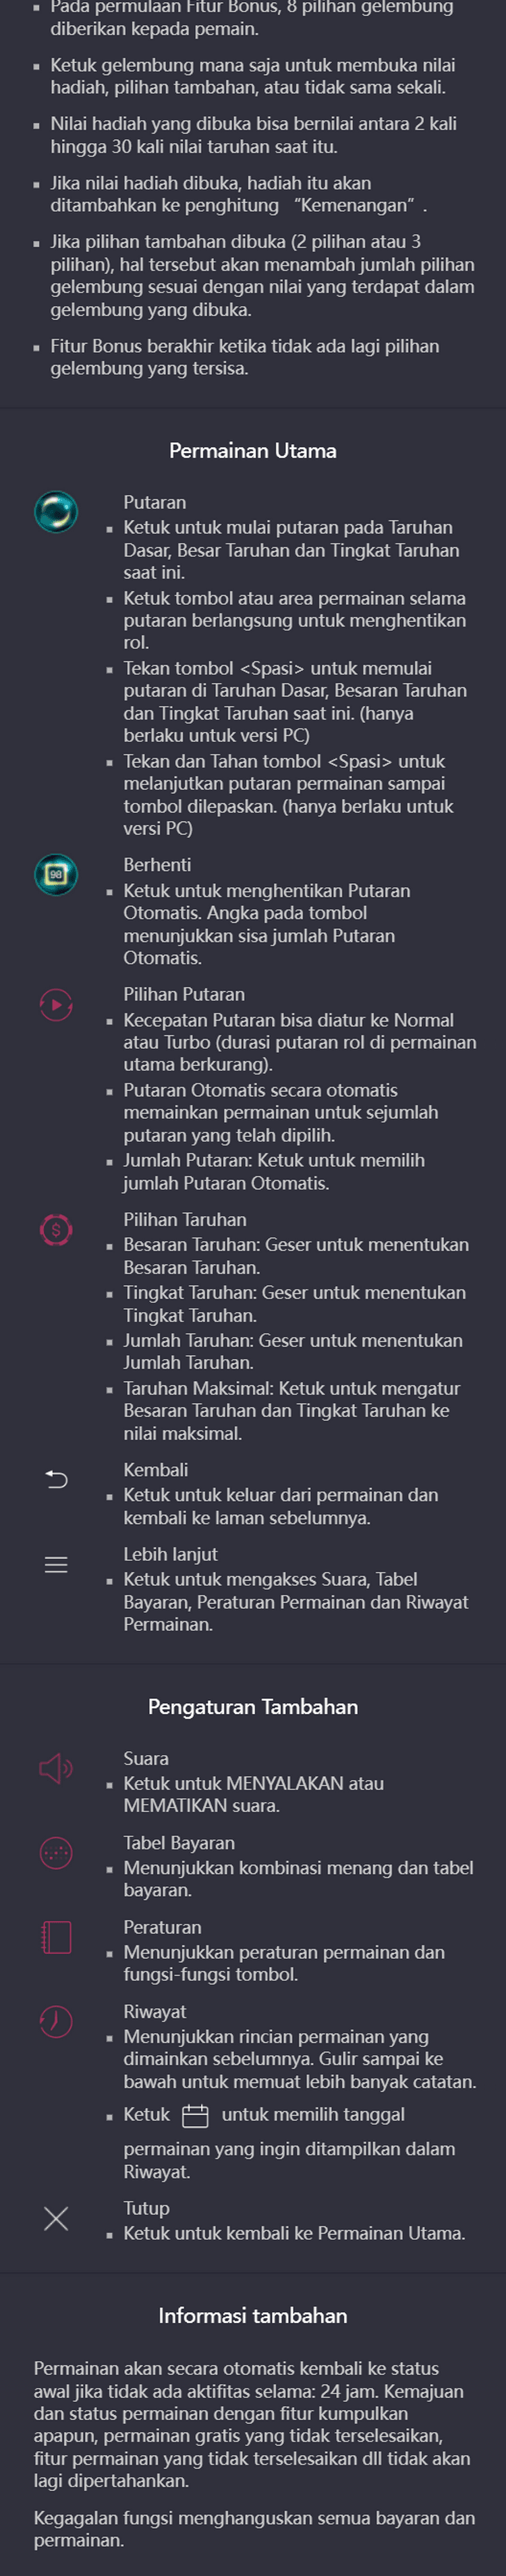 Pada permulaan Fitur Bonus, 8 pilihan gelembung
diberikan kepada pemain.
Ketuk gelembung mana saja untuk membuka nilai
hadiah, pilihan tambahan, atau tidak sama sekali.
Nilai hadiah yang dibuka bisa bernilai antara 2 kali
hingga 30 kali nilai taruhan saat itu.
Jika nilai hadiah dibuka, hadiah itu akan
ditambahkan ke penghitung “Kemenangan” .
Jika pilihan tambahan dibuka (2 pilihan atau 3
pilihan), hal tersebut akan menambah jumlah pilihan
gelembung sesuai dengan nilai yang terdapat dalam
gelembung yang dibuka.
Fitur Bonus berakhir ketika tidak ada lagi pilihan
gelembung yang tersisa.
Permainan Utama
Putaran
Ketuk untuk mulai putaran pada Taruhan
Dasar, Besar Taruhan dan Tingkat Taruhan
saat ini.
Ketuk tombol atau area permainan selama
putaran berlangsung untuk menghentikan
rol.
Tekan tombol <Spasi> untuk memulai
putaran di Taruhan Dasar, Besaran Taruhan
dan Tingkat Taruhan saat ini. (hanya
berlaku untuk versi PC)
Tekan dan Tahan tombol <Spasi> untuk
melanjutkan putaran permainan sampai
tombol dilepaskan. (hanya berlaku untuk
versi PC)
98
Berhenti
Ketuk untuk menghentikan Putaran
Otomatis. Angka pada tombol
menunjukkan sisa jumlah Putaran
Otomatis.
Pilihan Putaran
Kecepatan Putaran bisa diatur ke Normal
atau Turbo (durasi putaran rol di permainan
utama berkurang).
Putaran Otomatis secara otomatis
memainkan permainan untuk sejumlah
putaran yang telah dipilih.
Jumlah Putaran: Ketuk untuk memilih
jumlah Putaran Otomatis.
$
Pilihan Taruhan
Besaran Taruhan: Geser untuk menentukan
Besaran Taruhan.
Tingkat Taruhan: Geser untuk menentukan
Tingkat Taruhan.
Jumlah Taruhan: Geser untuk menentukan
Jumlah Taruhan.
Taruhan Maksimal: Ketuk untuk mengatur
Besaran Taruhan dan Tingkat Taruhan ke
nilai maksimal.
Kembali
Ketuk untuk keluar dari permainan dan
kembali ke laman sebelumnya.
Lebih lanjut
Ketuk untuk mengakses Suara, Tabel
Bayaran, Peraturan Permainan dan Riwayat
Permainan.
Pengaturan Tambahan
Suara
Ketuk untuk MENYALAKAN atau
MEMATIKAN suara.
Tabel Bayaran
Menunjukkan kombinasi menang dan tabel
bayaran.
Peraturan
Menunjukkan peraturan permainan dan
fungsi-fungsi tombol.
Riwayat
Menunjukkan rincian permainan yang
dimainkan sebelumnya. Gulir sampai ke
bawah untuk memuat lebih banyak catatan.
Ketuk untuk memilih tanggal
permainan yang ingin ditampilkan dalam
Riwayat.
Tutup
Ketuk untuk kembali ke Permainan Utama.
Informasi tambahan
Permainan akan secara otomatis kembali ke status
awal jika tidak ada aktifitas selama: 24 jam. Kemajuan
dan status permainan dengan fitur kumpulkan
apapun, permainan gratis yang tidak terselesaikan,
fitur permainan yang tidak terselesaikan dll tidak akan
lagi dipertahankan.
Kegagalan fungsi menghanguskan semua bayaran dan
permainan.